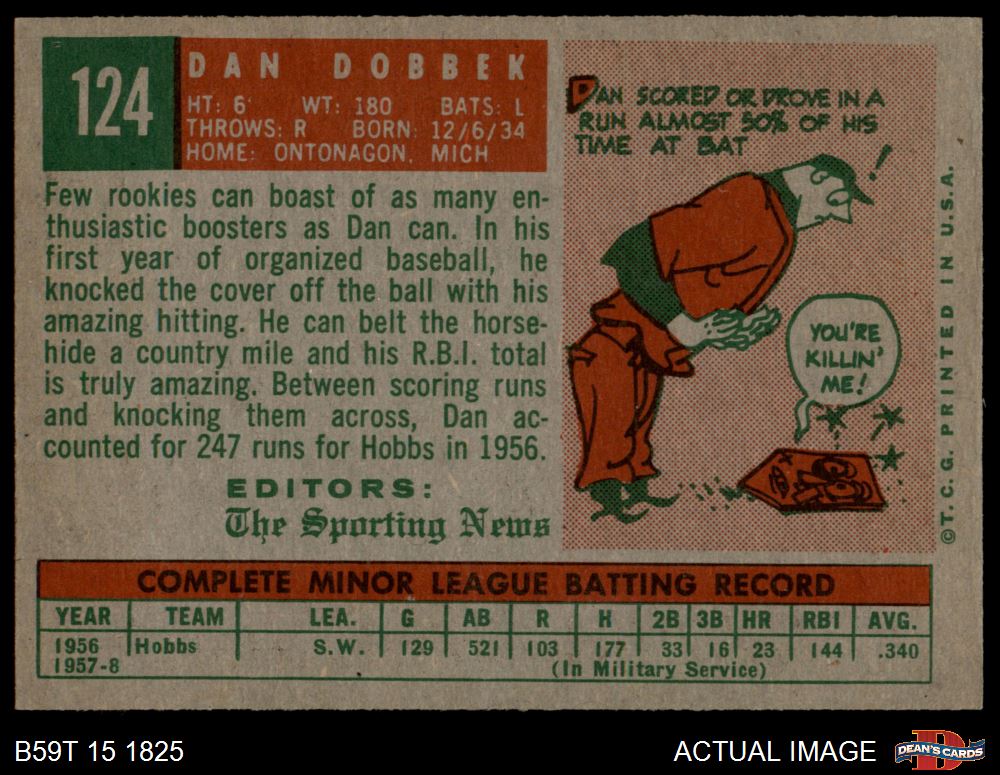 124
DAN DOBBEK
HT: 6' WT: 180 BATS: L
THROWS: R BORN: 12/6/34
HOME: ONTONAGON, MICH.
Few rookies can boast of as many en-
thusiastic boosters as Dan can. In his
first year of organized baseball, he
knocked the cover off the ball with his
amazing hitting. He can belt the horse-
hide a country mile and his R.B.I. total
is truly amazing. Between scoring runs
and knocking them across, Dan ac-
counted for 247 runs for Hobbs in 1956.
EDITORS:
The Sporting News
DAN SCORED OR DROVE IN A
RUN ALMOST 50% OF HIS
TIME AT BAT
!
YOU'RE
KILLIN'
ME!
©T. C. G. PRINTED IN U.S.A.
COMPLETE MINOR LEAGUE BATTING RECORD
YEAR TEAM LEA. G AB R H 2B 3B HR RBI AVG.
1956 Hobbs S.W. 129 521 103 177 33 16 23 144 .340
1957-8 (In Military Service)
B59T 15 1825
ACTUAL IMAGE
DEAN'S CARDS